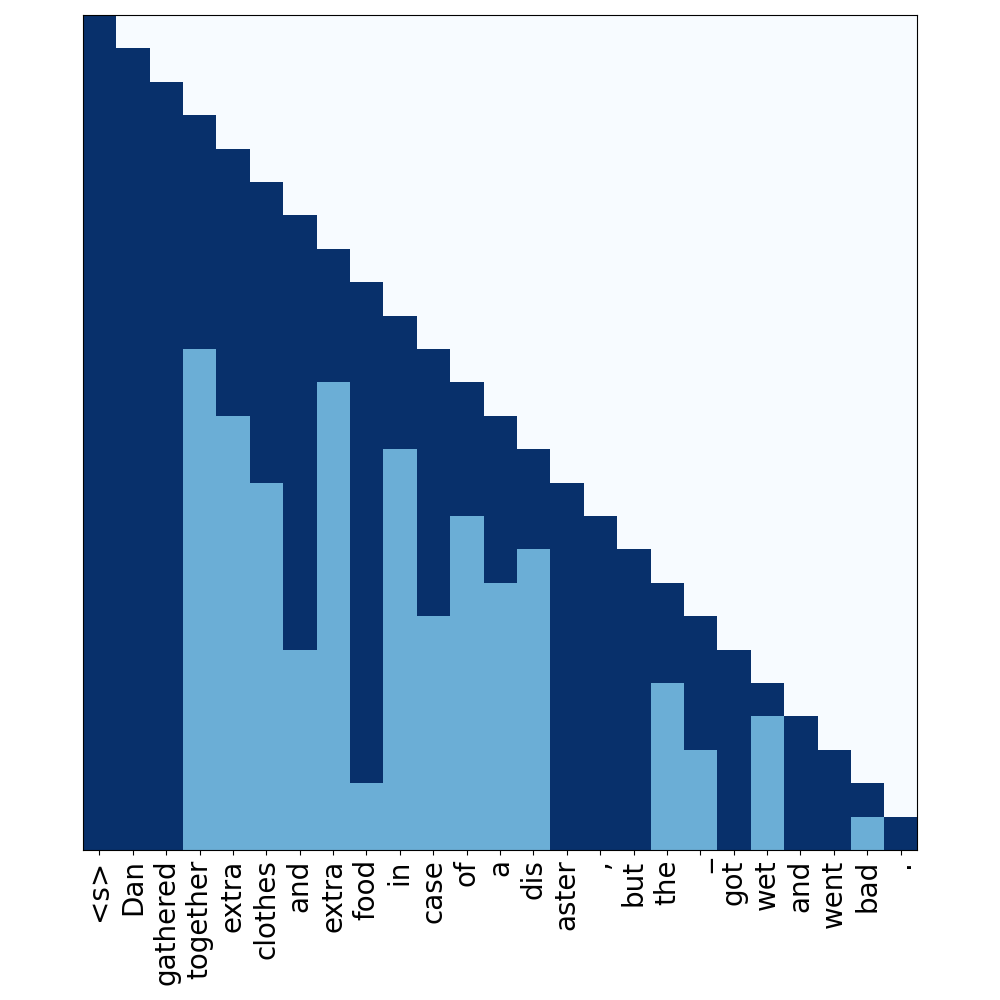 <s>
Dan
gathered
together
extra
clothes
and
extra
food
in
case
of
a
dis
aster
,
but
the
_
got
wet
and
went
bad
.